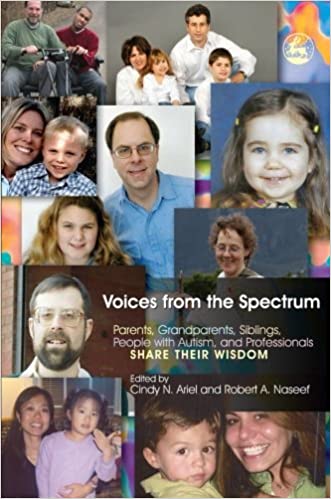 Voices from the Spectrum
Parents, Grandparents, Siblings,
People with Autism, and Professionals
SHARE THEIR WISDOM
Edited by
Cindy N. Ariel and Robert A. Naseef